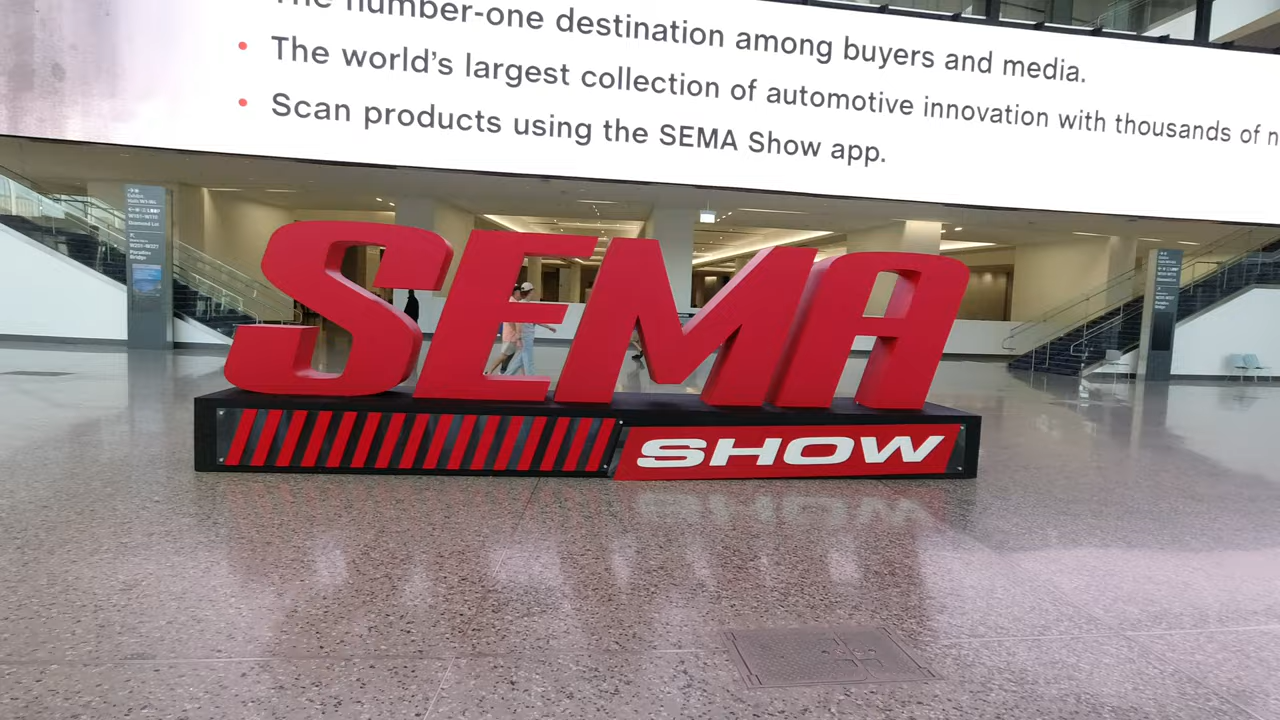 The number-one destination among buyers and media.
• The world's largest collection of automotive innovation with thousands of n
• Scan products using the SEMA Show app.
SEMA
SHOW